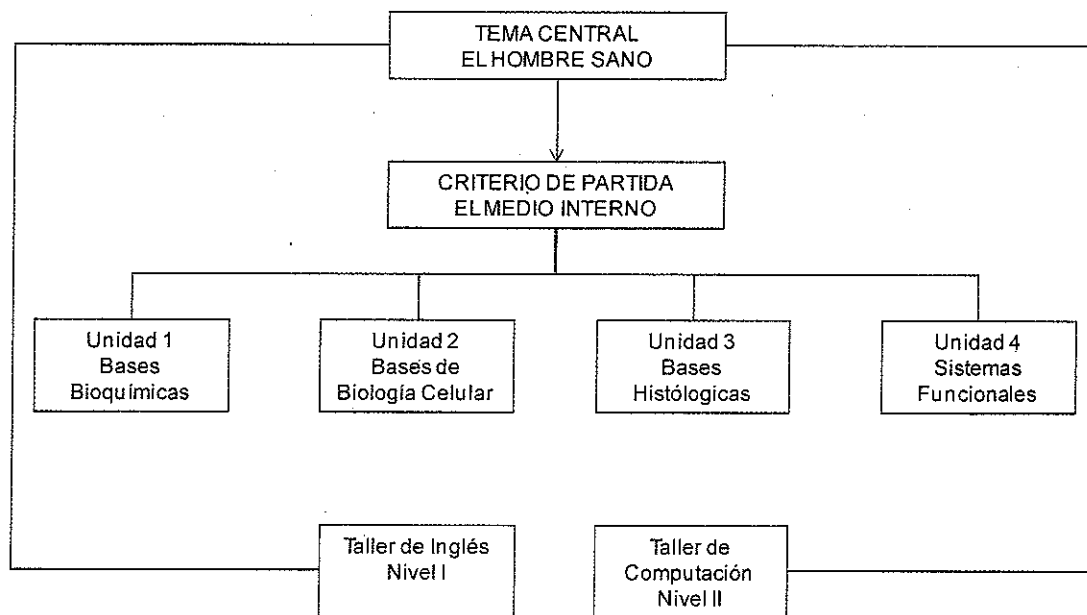 TEMA CENTRAL
EL HOMBRE SANO
CRITERIO DE PARTIDA
EL MEDIO INTERNO
Unidad 1
Bases
Bioquímicas
Unidad 2
Bases de
Biología Celular
Unidad 3
Bases
Histólogicas
Unidad 4
Sistemas
Funcionales
Taller de Inglés
Nivel I
Taller de
Computación
Nivel II